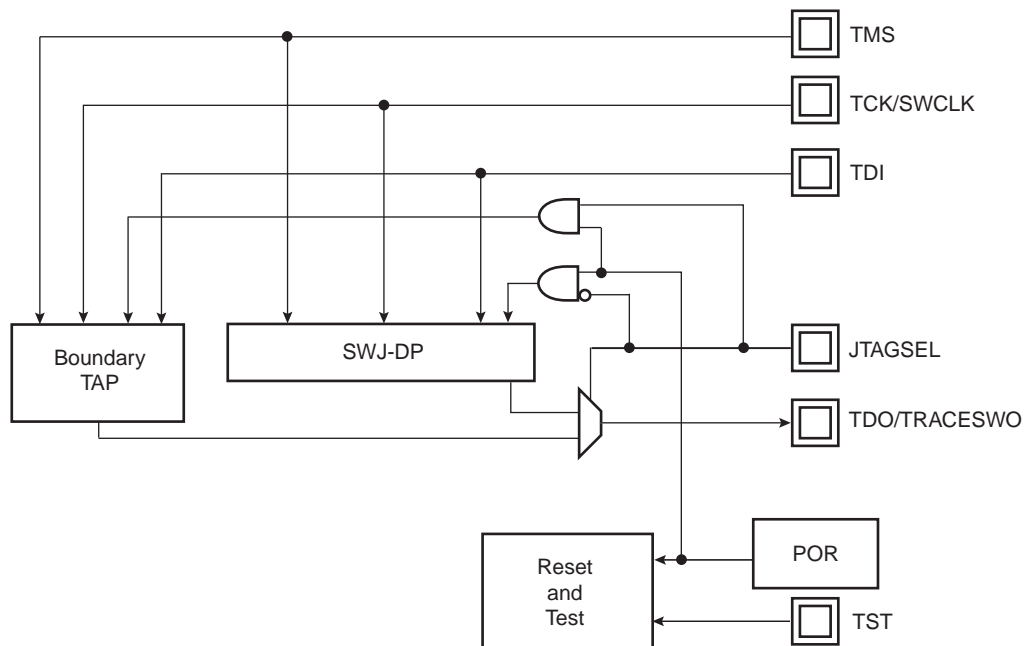 TMS
TCK/SWCLK
TDI
Boundary
TAP
SWJ-DP
JTAGSEL
TDO/TRACESWO
Reset
and
Test
POR
TST